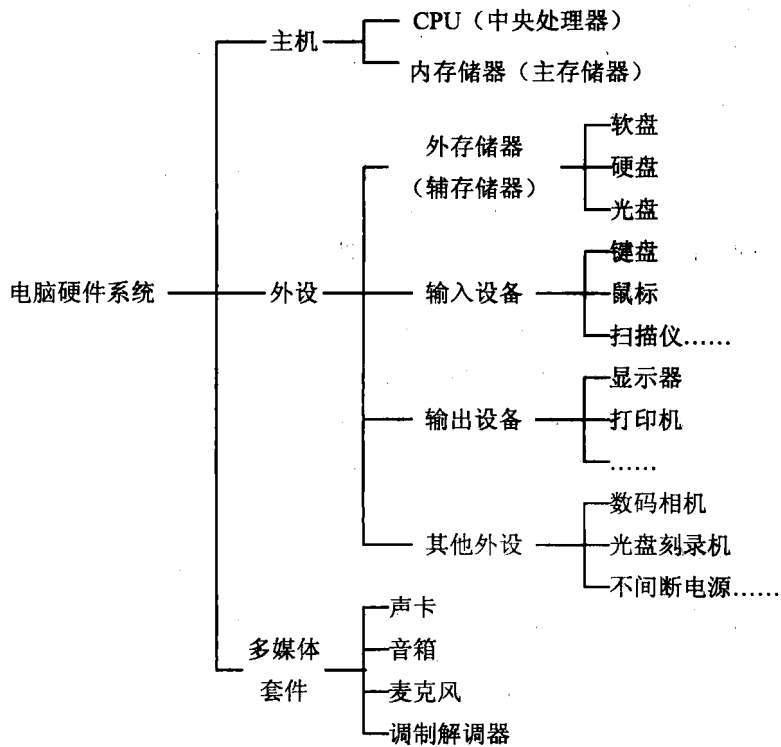 CPU（中央处理器）
主机
内存储器（主存储器）
软盘
外存储器
硬盘
（辅存储器）
光盘
键盘
电脑硬件系统
外设
输入设备
鼠标
扫描仪……
显示器
输出设备
打印机
……
数码相机
其他外设
光盘刻录机
不间断电源……
声卡
多媒体
音箱
套件
麦克风
调制解调器